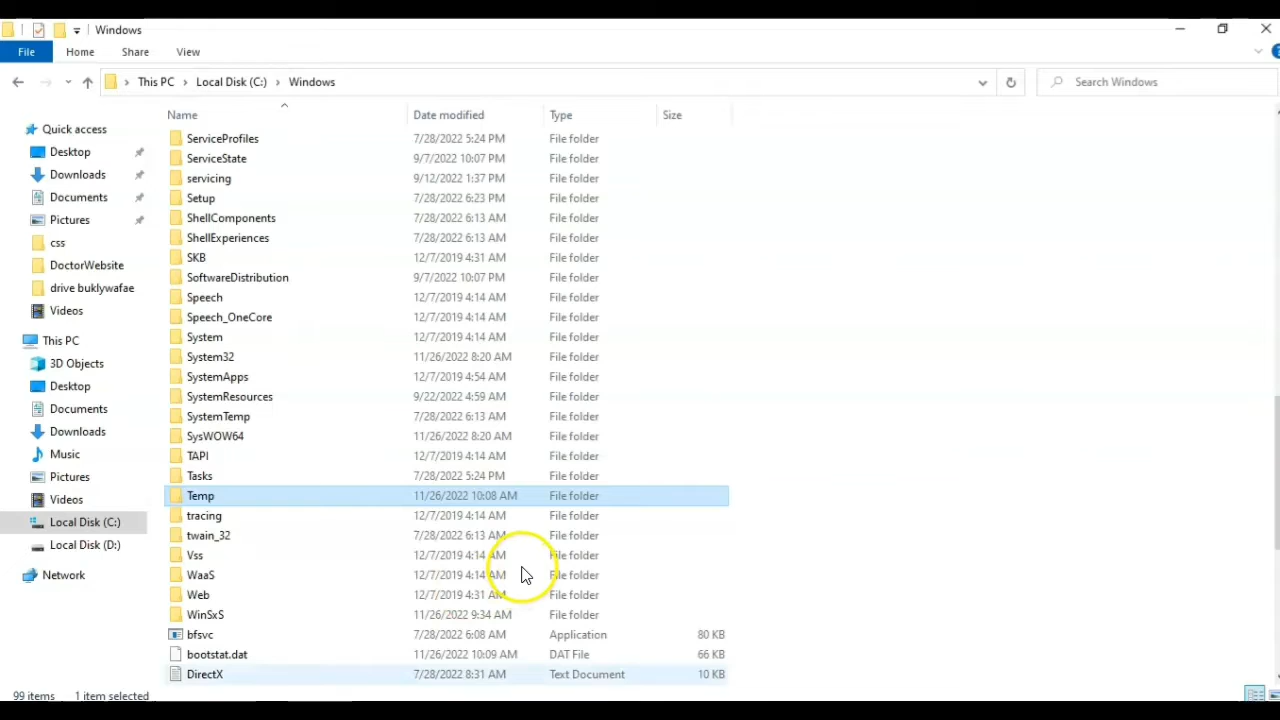 Windows
File Home Share View
This PC Local Disk (C:) Windows Search Windows
Name Date modified Type Size
Quick access
Desktop
Downloads
Documents
Pictures
css
DoctorWebsite
drive buklywafae
Videos
This PC
3D Objects
Desktop
Documents
Downloads
Music
Pictures
Videos
Local Disk (C:)
Local Disk (D:)
Network
ServiceProfiles 7/28/2022 5:24 PM File folder
ServiceState 9/7/2022 10:07 PM File folder
servicing 9/12/2022 1:37 PM File folder
Setup 7/28/2022 6:23 PM File folder
ShellComponents 7/28/2022 6:13 AM File folder
ShellExperiences 7/28/2022 6:13 AM File folder
SKB 12/7/2019 4:31 AM File folder
SoftwareDistribution 9/7/2022 10:07 PM File folder
Speech 12/7/2019 4:14 AM File folder
Speech_OneCore 12/7/2019 4:14 AM File folder
System 12/7/2019 4:14 AM File folder
System32 11/26/2022 8:20 AM File folder
SystemApps 12/7/2019 4:54 AM File folder
SystemResources 9/22/2022 4:59 AM File folder
SystemTemp 7/28/2022 6:13 AM File folder
SysWOW64 11/26/2022 8:20 AM File folder
TAPI 12/7/2019 4:14 AM File folder
Tasks 7/28/2022 5:24 PM File folder
Temp 11/26/2022 10:08 AM File folder
tracing 12/7/2019 4:14 AM File folder
twain_32 7/28/2022 6:13 AM File folder
Vss 12/7/2019 4:14 AM File folder
WaaS 12/7/2019 4:14 AM File folder
Web 12/7/2019 4:31 AM File folder
WinSxS 11/26/2022 9:34 AM File folder
bfsvc 7/28/2022 6:08 AM Application 80 KB
bootstat.dat 11/26/2022 10:09 AM DAT File 66 KB
DirectX 7/28/2022 8:31 AM Text Document 10 KB
99 items 1 item selected